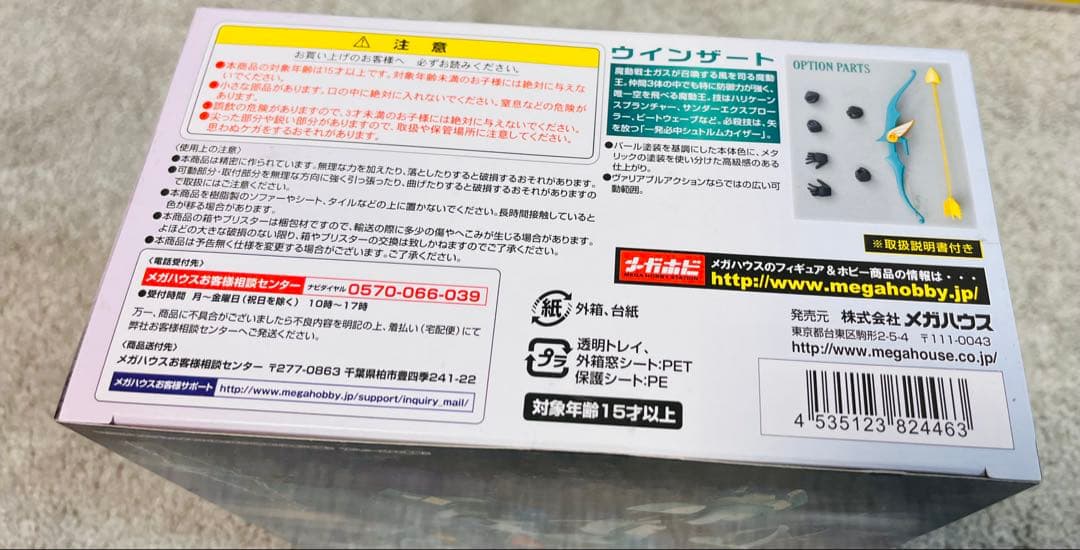 ⚠ 注意
お買い上げのお客様へ 必ずお読みください。
●本商品の対象年齢は15才以上です。対象年齢未満のお子様には絶対に与えな
いでください。
●小さな部品があります。口の中に絶対に入れないでください。窒息などの危険が
あります。
●誤飲の危険がありますので、3才未満のお子様には絶対に与えないでください。
●尖った部分や鋭い部分がありますので、取扱や保管場所に注意してください。
思わぬケガをするおそれがあります。
〈使用上の注意〉
●本商品は精密に作られています。無理な力を加えたり、落としたりすると破損するおそれがあります。
●可動部分・取付部分を無理な方向に強く引っ張ったり、曲げたりすると破損するおそれがありますの
で取扱にはご注意ください。
●本商品を樹脂製のソファーやシート、タイルなどの上に置かないでください。長時間接触していると
色が移る場合があります。
●本商品の箱やブリスターは梱包材ですので、輸送の際に多少の傷やへこみが生じる場合があります。
よほどの大きな破損のない限り、箱やブリスターの交換は致しかねますのでご了承ください。
●本商品は予告無く仕様を変更する場合がございます。ご了承ください。
〈電話受付先〉
メガハウスお客様相談センター ナビダイヤル 0570-066-039
●受付時間 月〜金曜日(祝日を除く) 10時〜17時
万一、商品に不具合がございましたら不良内容を明記の上、着払い(宅配便)にて
弊社お客様相談センターへご発送ください。
〈商品送付先〉
メガハウスお客様相談センター 〒277-0863 千葉県柏市豊四季241-22
メガハウスお客様サポート http://www.megahobby.jp/support/inquiry_mail/
ウインザート
魔動戦士ガスが召喚する風を司る魔動
王。仲間3体の中でも特に防御力が強く、
唯一空を飛べる魔動王。技はハリケーン
スプランチャー、サンダーエクスプロー
ラー、ビートウェーブなど。必殺技は、矢
を放つ「一発必中シュトルムカイザー」。
●パール塗装を基調にした本体色に、メタ
リックの塗装を使い分けた高級感のある
仕上がり。
●ヴァリアブルアクションならではの広い可
動範囲。
OPTION PARTS
※取扱説明書付き
メガホビ
MEGA HOBBY STATION
メガハウスのフィギュア&ホビー商品の情報は・・・
http://www.megahobby.jp/
紙 外箱、台紙
プラ 透明トレイ、
外箱窓シート:PET
保護シート:PE
対象年齢15才以上
発売元 株式会社 メガハウス
東京都台東区駒形2-5-4 〒111-0043
http://www.megahouse.co.jp/
4 535123 824463